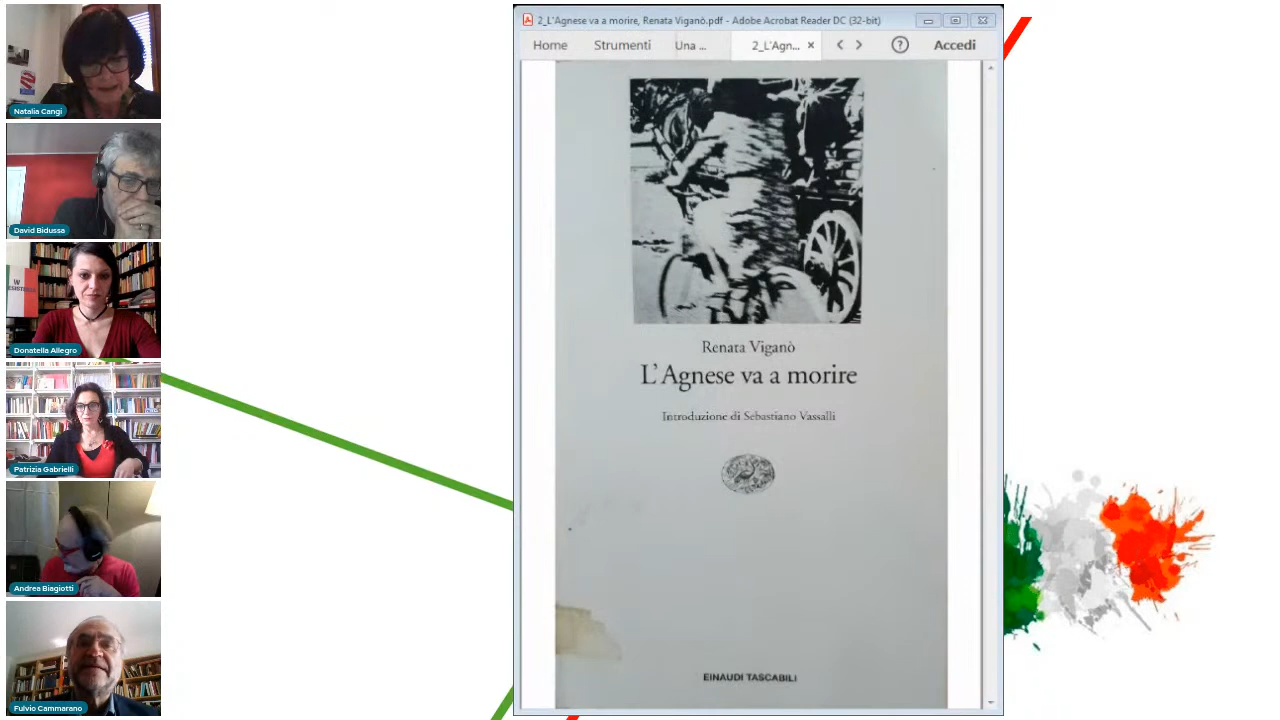 Natalia Cangi
David Bidussa
W
Donatella Allegro
Patrizia Gabrielli
Andrea Biagiotti
Fulvio Cammarano
2_L'Agnese va a morire, Renata Viganò.pdf - Adobe Acrobat Reader DC (32-bit)
Home Strumenti Una ... 2_L'Agn... × ? Accedi
Renata Viganò
L'Agnese va a morire
Introduzione di Sebastiano Vassalli
EINAUDI TASCABILI